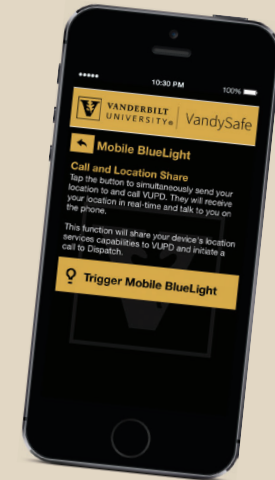 10:30 PM
100%
VANDERBILT
UNIVERSITY®
VandySafe
Mobile BlueLight
Call and Location Share
Tap the button to simultaneously send your
location to and call VUPD. They will receive
your location in real-time and talk to you on
the phone.
This function will share your device's location
services capabilities to VUPD and initiate a
call to Dispatch.
Trigger Mobile BlueLight